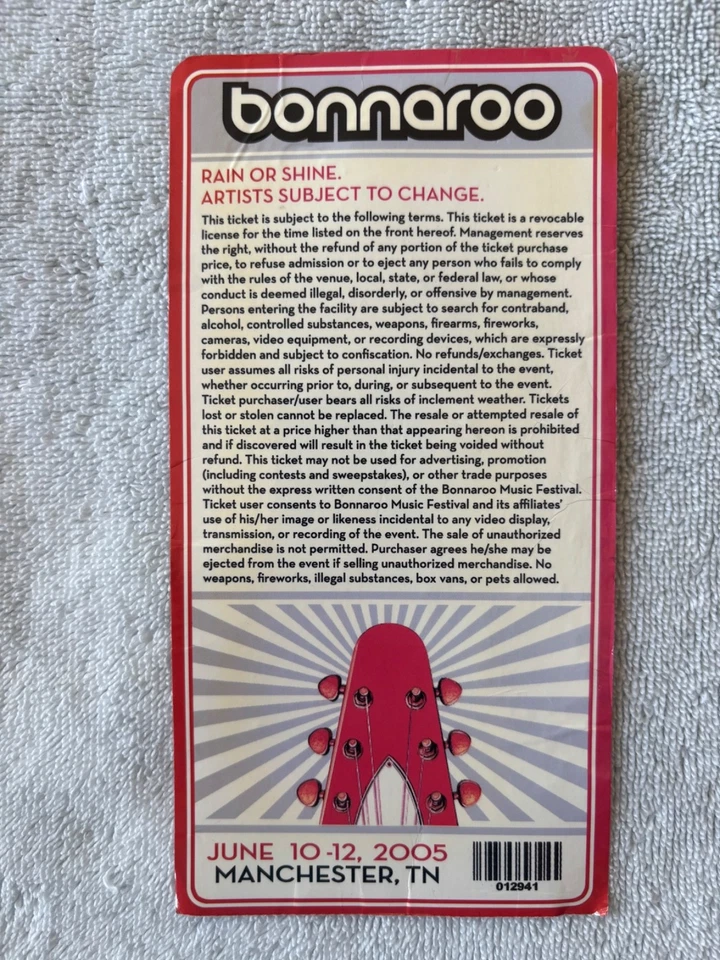 bonnaroo
RAIN OR SHINE.
ARTISTS SUBJECT TO CHANGE.
This ticket is subject to the following terms. This ticket is a revocable
license for the time listed on the front hereof. Management reserves
the right, without the refund of any portion of the ticket purchase
price, to refuse admission or to eject any person who fails to comply
with the rules of the venue, local, state, or federal law, or whose
conduct is deemed illegal, disorderly, or offensive by management.
Persons entering the facility are subject to search for contraband,
alcohol, controlled substances, weapons, firearms, fireworks,
cameras, video equipment, or recording devices, which are expressly
forbidden and subject to confiscation. No refunds/exchanges. Ticket
user assumes all risks of personal injury incidental to the event,
whether occurring prior to, during, or subsequent to the event.
Ticket purchaser/user bears all risks of inclement weather. Tickets
lost or stolen cannot be replaced. The resale or attempted resale of
this ticket at a price higher than that appearing hereon is prohibited
and if discovered will result in the ticket being voided without
refund. This ticket may not be used for advertising, promotion
(including contests and sweepstakes), or other trade purposes
without the express written consent of the Bonnaroo Music Festival.
Ticket user consents to Bonnaroo Music Festival and its affiliates'
use of his/her image or likeness incidental to any video display,
transmission, or recording of the event. The sale of unauthorized
merchandise is not permitted. Purchaser agrees he/she may be
ejected from the event if selling unauthorized merchandise. No
weapons, fireworks, illegal substances, box vans, or pets allowed.
JUNE 10-12, 2005
MANCHESTER, TN
012941